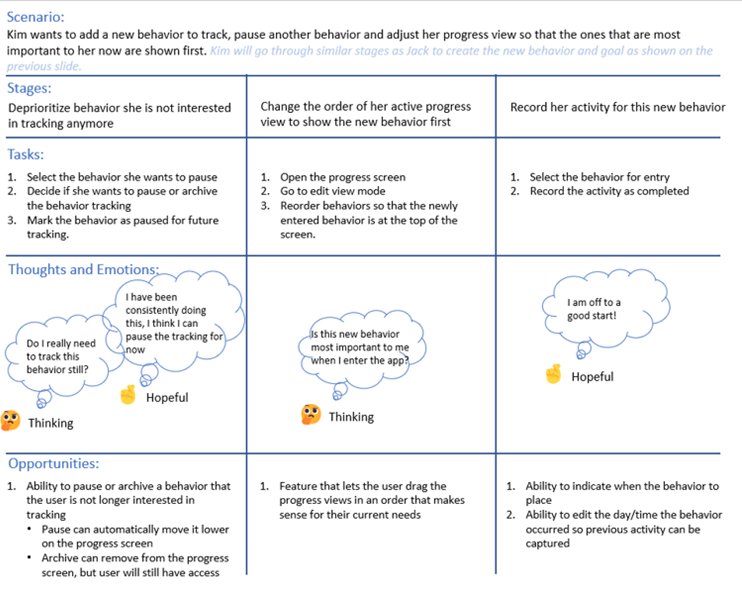 Scenario:
Kim wants to add a new behavior to track, pause another behavior and adjust her progress view so that the ones that are most
important to her now are shown first. Kim will go through similar stages as Jack to create the new behavior and goal as shown on the
previous slide.
Stages:
Deprioritize behavior she is not interested
in tracking anymore
Change the order of her active progress
view to show the new behavior first
Record her activity for this new behavior
Tasks:
1. Select the behavior she wants to pause
2. Decide if she wants to pause or archive
the behavior tracking
3. Mark the behavior as paused for future
tracking.
1. Open the progress screen
2. Go to edit view mode
3. Reorder behaviors so that the newly
entered behavior is at the top of the
screen.
1. Select the behavior for entry
2. Record the activity as completed
Thoughts and Emotions:
Do I really need
to track this
behavior still?
Thinking
I have been
consistently doing
this, I think I can
pause the tracking for
now
Hopeful
Is this new behavior
most important to me
when I enter the app?
Thinking
I am off to a
good start!
Hopeful
Opportunities:
1. Ability to pause or archive a behavior that
the user is not longer interested in
tracking
• Pause can automatically move it lower
on the progress screen
• Archive can remove from the progress
screen, but user will still have access
1. Feature that lets the user drag the
progress views in an order that makes
sense for their current needs
1. Ability to indicate when the behavior to
place
2. Ability to edit the day/time the behavior
occurred so previous activity can be
captured